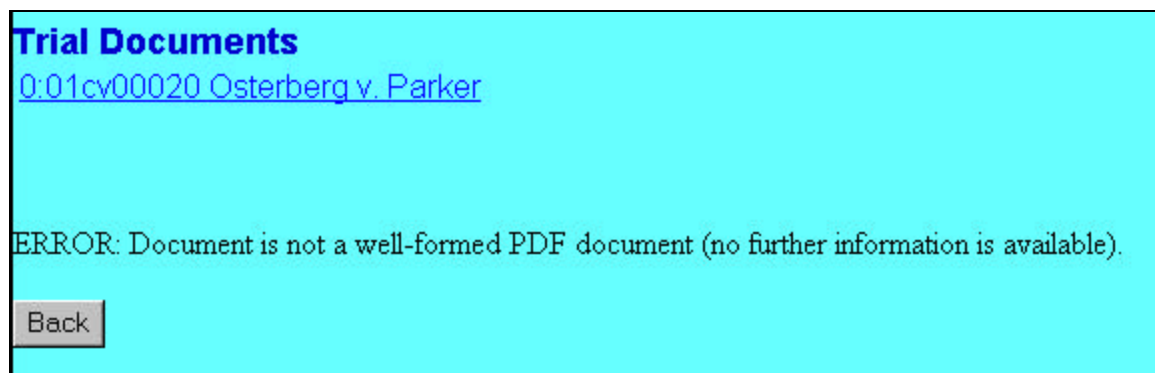 Trial Documents
0:01cv00020 Osterberg v. Parker
ERROR: Document is not a well-formed PDF document (no further information is available).
Back